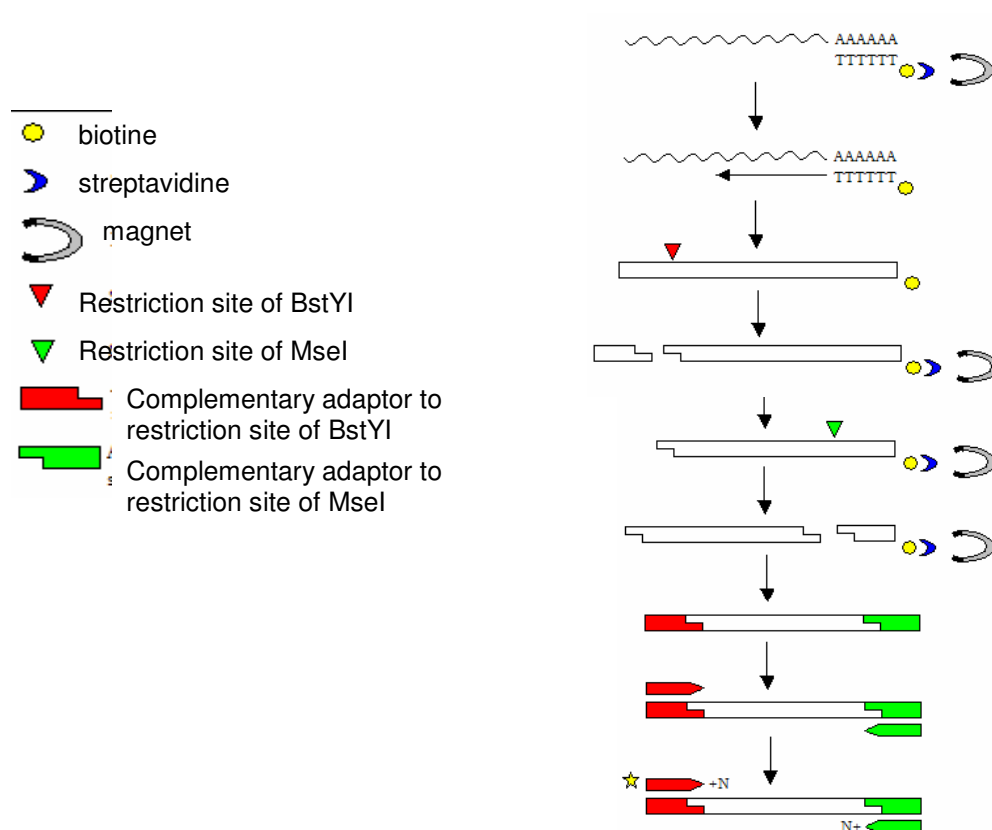 biotine
streptavidine
magnet
Restriction site of BstYI
Restriction site of MseI
Complementary adaptor to
restriction site of BstYI
Complementary adaptor to
restriction site of MseI
AAAAAA
TTTTTT
AAAAAA
TTTTTT
+N
N+